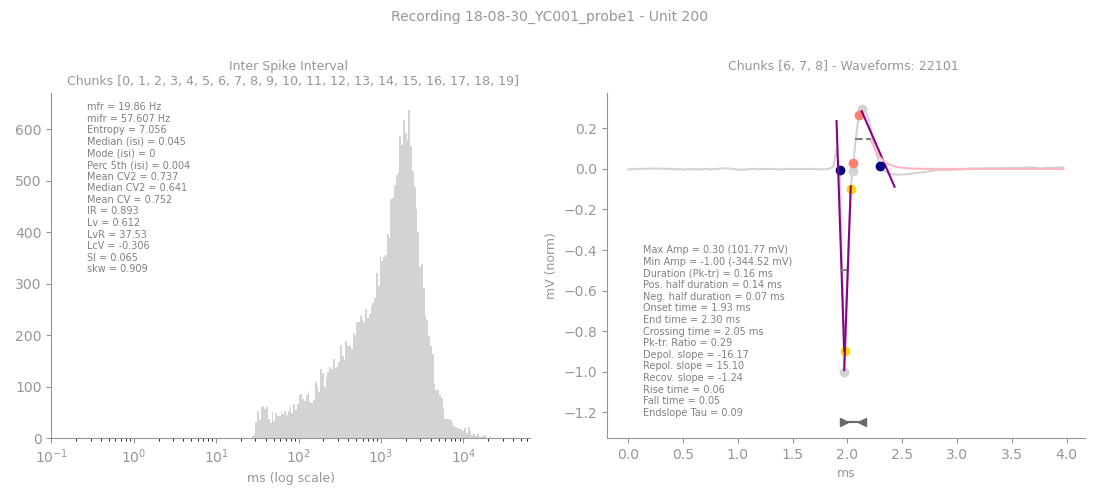 Recording 18-08-30_YC001_probe1 - Unit 200
Inter Spike Interval
Chunks [0, 1, 2, 3, 4, 5, 6, 7, 8, 9, 10, 11, 12, 13, 14, 15, 16, 17, 18, 19]
mfr = 19.86 Hz
mifr = 57.607 Hz
Entropy = 7.056
Median (isi) = 0.045
Mode (isi) = 0
Perc 5th (isi) = 0.004
Mean CV2 = 0.737
Median CV2 = 0.641
Mean CV = 0.752
IR = 0.893
Lv = 0.612
LvR = 37.53
LcV = -0.306
SI = 0.065
skw = 0.909
600
500
400
300
200
100
0
10⁻¹ 10⁰ 10¹ 10² 10³ 10⁴
ms (log scale)
Chunks [6, 7, 8] - Waveforms: 22101
mV (norm)
0.2
0.0
−0.2
−0.4
−0.6
−0.8
−1.0
−1.2
Max Amp = 0.30 (101.77 mV)
Min Amp = -1.00 (-344.52 mV)
Duration (Pk-tr) = 0.16 ms
Pos. half duration = 0.14 ms
Neg. half duration = 0.07 ms
Onset time = 1.93 ms
End time = 2.30 ms
Crossing time = 2.05 ms
Pk-tr. Ratio = 0.29
Depol. slope = -16.17
Repol. slope = 15.10
Recov. slope = -1.24
Rise time = 0.06
Fall time = 0.05
Endslope Tau = 0.09
0.0 0.5 1.0 1.5 2.0 2.5 3.0 3.5 4.0
ms